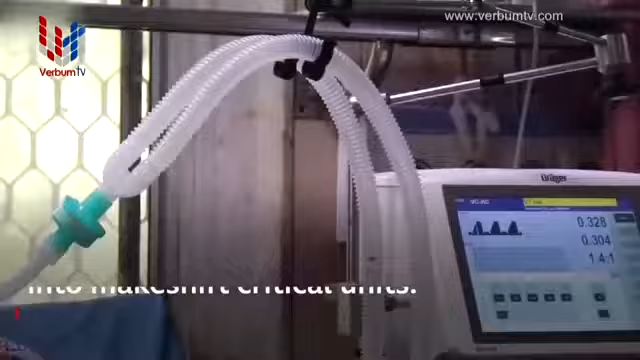 www.verbumtv.com
VerbumTV
Dräger
0.328
0.304
1.4:1
into makeshift critical units.